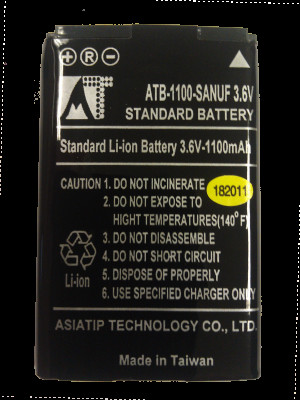 + R -
AT
ATB-1100-SANUF 3.6V
STANDARD BATTERY
Standard Li-ion Battery 3.6V-1100mAh
CAUTION 1. DO NOT INCINERATE
182011
2. DO NOT EXPOSE TO
HIGHT TEMPERATURES(140°F)
3. DO NOT DISASSEMBLE
4. DO NOT SHORT CIRCUIT
5. DISPOSE OF PROPERLY
6. USE SPECIFIED CHARGER ONLY
Li-ion
ASIATIP TECHNOLOGY CO., LTD.
Made in Taiwan